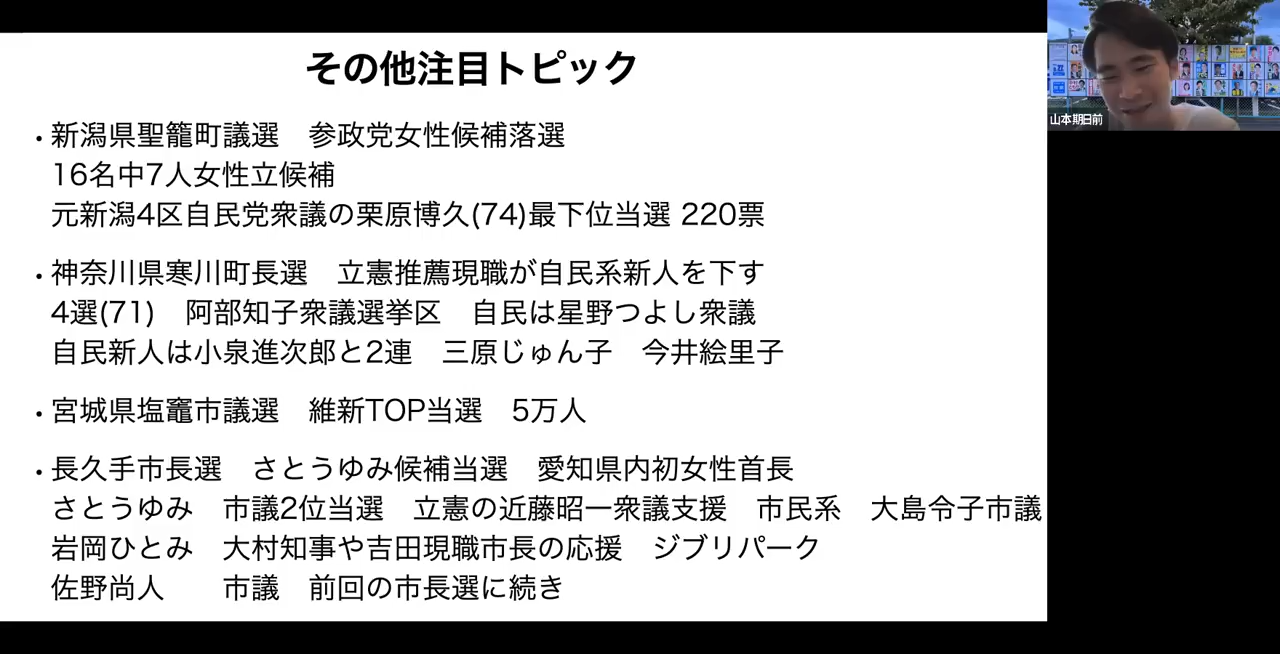 その他注目トピック
・新潟県聖籠町議選　参政党女性候補落選
16名中7人女性立候補
元新潟4区自民党衆議の栗原博久(74)最下位当選 220票
・神奈川県寒川町長選　立憲推薦現職が自民系新人を下す
4選(71)　阿部知子衆議選挙区　自民は星野つよし衆議
自民新人は小泉進次郎と2連　三原じゅん子　今井絵里子
・宮城県塩竈市議選　維新TOP当選　5万人
・長久手市長選　さとうゆみ候補当選　愛知県内初女性首長
さとうゆみ　市議2位当選　立憲の近藤昭一衆議支援　市民系　大島令子市議
岩岡ひとみ　大村知事や吉田現職市長の応援　ジブリパーク
佐野尚人　　市議　前回の市長選に続き
山本期日前